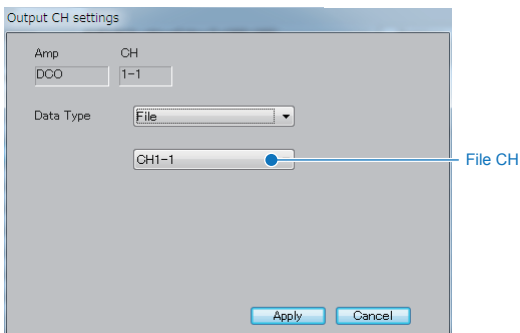 Output CH settings
Amp CH
DCO 1-1
Data Type File
CH1-1
File CH
Apply Cancel